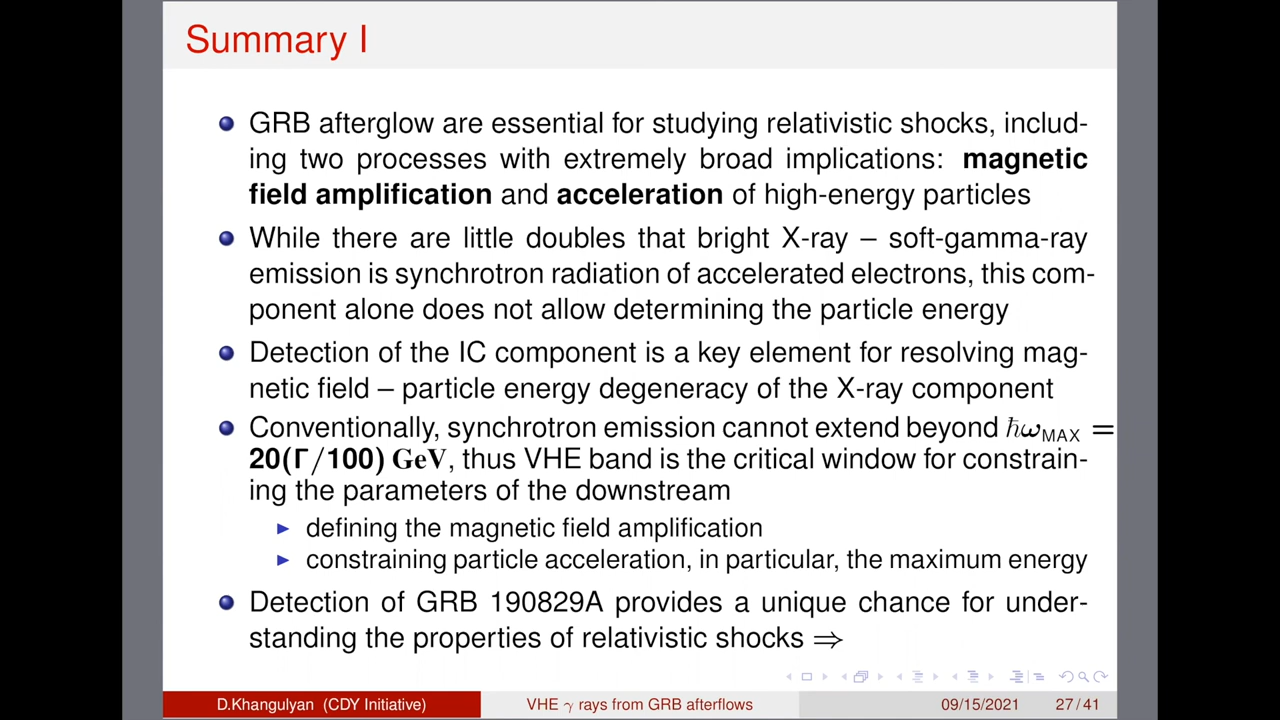 Summary I
GRB afterglow are essential for studying relativistic shocks, includ-
ing two processes with extremely broad implications: magnetic
field amplification and acceleration of high-energy particles
While there are little doubles that bright X-ray – soft-gamma-ray
emission is synchrotron radiation of accelerated electrons, this com-
ponent alone does not allow determining the particle energy
Detection of the IC component is a key element for resolving mag-
netic field – particle energy degeneracy of the X-ray component
Conventionally, synchrotron emission cannot extend beyond ℏω_MAX =
20(Γ/100) GeV, thus VHE band is the critical window for constrain-
ing the parameters of the downstream
defining the magnetic field amplification
constraining particle acceleration, in particular, the maximum energy
Detection of GRB 190829A provides a unique chance for under-
standing the properties of relativistic shocks ⇒
D.Khangulyan (CDY Initiative) VHE γ rays from GRB afterflows 09/15/2021 27 / 41